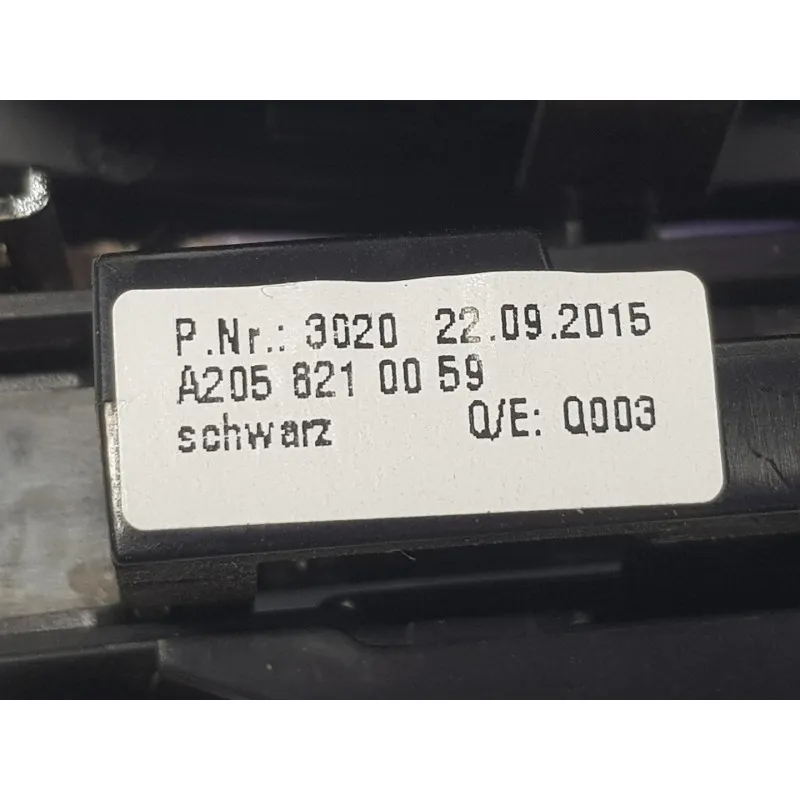 P.Nr.: 3020 22.09.2015
A205 821 00 59
schwarz Q/E: Q003